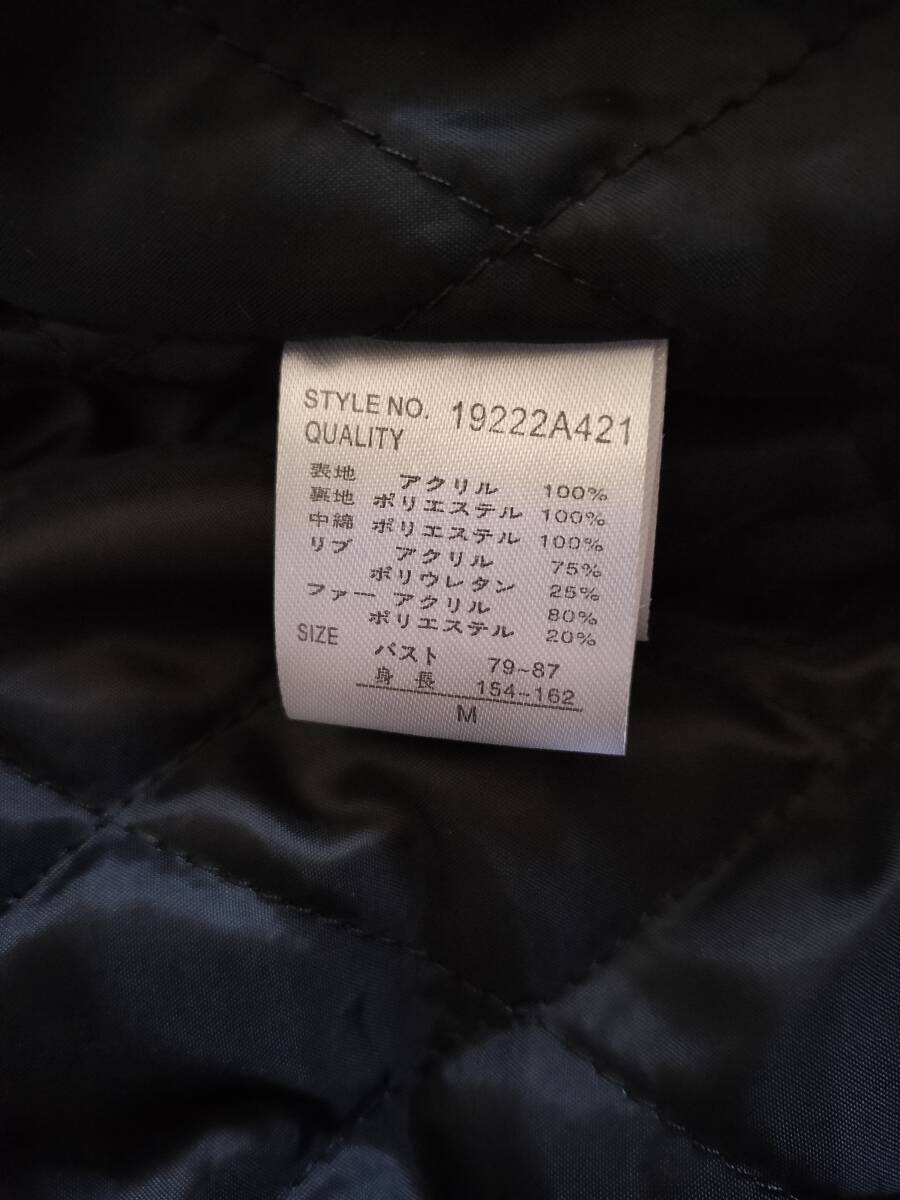 STYLE NO. 19222A421
QUALITY
表地 アクリル 100%
裏地 ポリエステル 100%
中綿 ポリエステル 100%
リブ アクリル 75%
ポリウレタン 25%
ファー アクリル 80%
ポリエステル 20%
SIZE バスト 79~87
身長 154~162
M